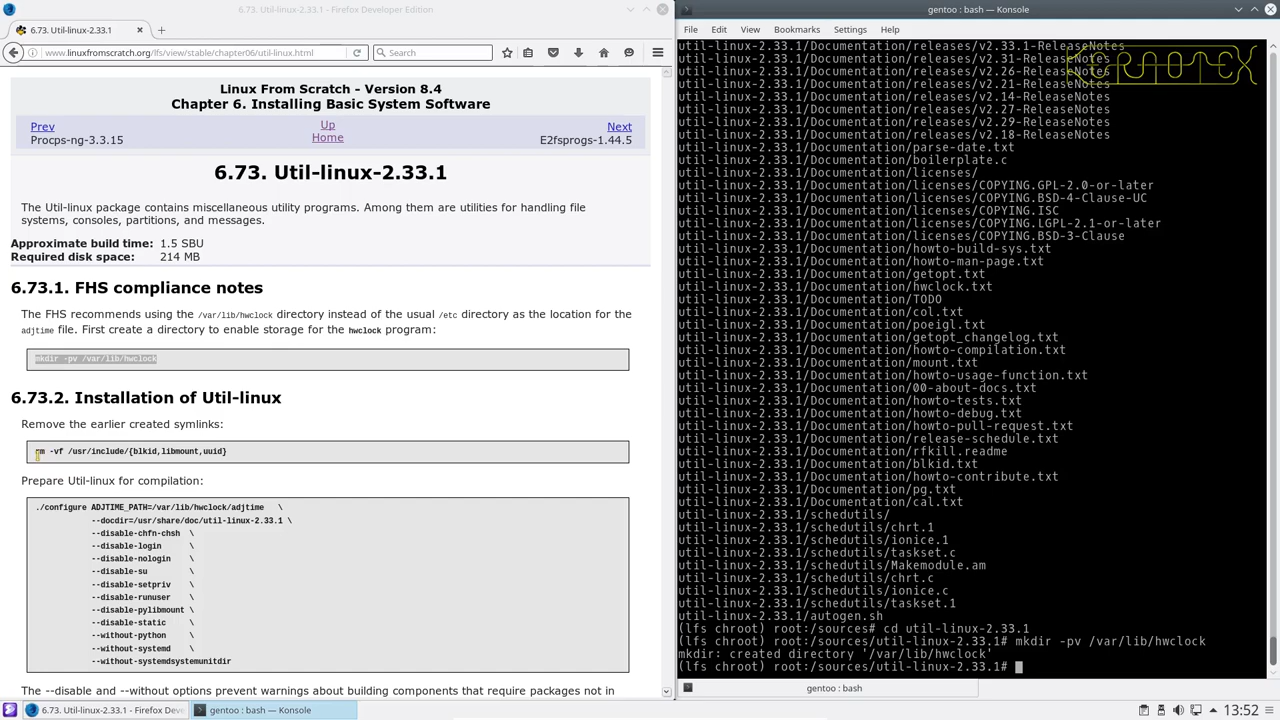 6.73. Util-linux-2.33.1 - Firefox Developer Edition
6.73. Util-linux-2.33.1
www.linuxfromscratch.org/lfs/view/stable/chapter06/util-linux.html
Search
Linux From Scratch - Version 8.4
Chapter 6. Installing Basic System Software
Prev
Up
Next
Procps-ng-3.3.15
Home
E2fsprogs-1.44.5
6.73. Util-linux-2.33.1
The Util-linux package contains miscellaneous utility programs. Among them are utilities for handling file
systems, consoles, partitions, and messages.
Approximate build time: 1.5 SBU
Required disk space: 214 MB
6.73.1. FHS compliance notes
The FHS recommends using the /var/lib/hwclock directory instead of the usual /etc directory as the location for the
adjtime file. First create a directory to enable storage for the hwclock program:
mkdir -pv /var/lib/hwclock
6.73.2. Installation of Util-linux
Remove the earlier created symlinks:
rm -vf /usr/include/{blkid,libmount,uuid}
Prepare Util-linux for compilation:
./configure ADJTIME_PATH=/var/lib/hwclock/adjtime \
--docdir=/usr/share/doc/util-linux-2.33.1 \
--disable-chfn-chsh \
--disable-login \
--disable-nologin \
--disable-su \
--disable-setpriv \
--disable-runuser \
--disable-pylibmount \
--disable-static \
--without-python \
--without-systemd \
--without-systemdsystemunitdir
The --disable and --without options prevent warnings about building components that require packages not in
gentoo : bash — Konsole
File Edit View Bookmarks Settings Help
util-linux-2.33.1/Documentation/releases/v2.33.1-ReleaseNotes
util-linux-2.33.1/Documentation/releases/v2.31-ReleaseNotes
util-linux-2.33.1/Documentation/releases/v2.26-ReleaseNotes
util-linux-2.33.1/Documentation/releases/v2.21-ReleaseNotes
util-linux-2.33.1/Documentation/releases/v2.14-ReleaseNotes
util-linux-2.33.1/Documentation/releases/v2.27-ReleaseNotes
util-linux-2.33.1/Documentation/releases/v2.29-ReleaseNotes
util-linux-2.33.1/Documentation/releases/v2.18-ReleaseNotes
util-linux-2.33.1/Documentation/parse-date.txt
util-linux-2.33.1/Documentation/boilerplate.c
util-linux-2.33.1/Documentation/licenses/
util-linux-2.33.1/Documentation/licenses/COPYING.GPL-2.0-or-later
util-linux-2.33.1/Documentation/licenses/COPYING.BSD-4-Clause-UC
util-linux-2.33.1/Documentation/licenses/COPYING.ISC
util-linux-2.33.1/Documentation/licenses/COPYING.LGPL-2.1-or-later
util-linux-2.33.1/Documentation/licenses/COPYING.BSD-3-Clause
util-linux-2.33.1/Documentation/howto-build-sys.txt
util-linux-2.33.1/Documentation/howto-man-page.txt
util-linux-2.33.1/Documentation/getopt.txt
util-linux-2.33.1/Documentation/hwclock.txt
util-linux-2.33.1/Documentation/TODO
util-linux-2.33.1/Documentation/col.txt
util-linux-2.33.1/Documentation/poeigl.txt
util-linux-2.33.1/Documentation/getopt_changelog.txt
util-linux-2.33.1/Documentation/howto-compilation.txt
util-linux-2.33.1/Documentation/mount.txt
util-linux-2.33.1/Documentation/howto-usage-function.txt
util-linux-2.33.1/Documentation/00-about-docs.txt
util-linux-2.33.1/Documentation/howto-tests.txt
util-linux-2.33.1/Documentation/howto-debug.txt
util-linux-2.33.1/Documentation/howto-pull-request.txt
util-linux-2.33.1/Documentation/release-schedule.txt
util-linux-2.33.1/Documentation/rfkill.readme
util-linux-2.33.1/Documentation/blkid.txt
util-linux-2.33.1/Documentation/howto-contribute.txt
util-linux-2.33.1/Documentation/pg.txt
util-linux-2.33.1/Documentation/cal.txt
util-linux-2.33.1/schedutils/
util-linux-2.33.1/schedutils/chrt.1
util-linux-2.33.1/schedutils/ionice.1
util-linux-2.33.1/schedutils/taskset.c
util-linux-2.33.1/schedutils/Makemodule.am
util-linux-2.33.1/schedutils/chrt.c
util-linux-2.33.1/schedutils/ionice.c
util-linux-2.33.1/schedutils/taskset.1
util-linux-2.33.1/autogen.sh
(lfs chroot) root:/sources# cd util-linux-2.33.1
(lfs chroot) root:/sources/util-linux-2.33.1# mkdir -pv /var/lib/hwclock
mkdir: created directory '/var/lib/hwclock'
(lfs chroot) root:/sources/util-linux-2.33.1#
gentoo : bash
6.73. Util-linux-2.33.1 - Firefox Devel
gentoo : bash — Konsole
13:52